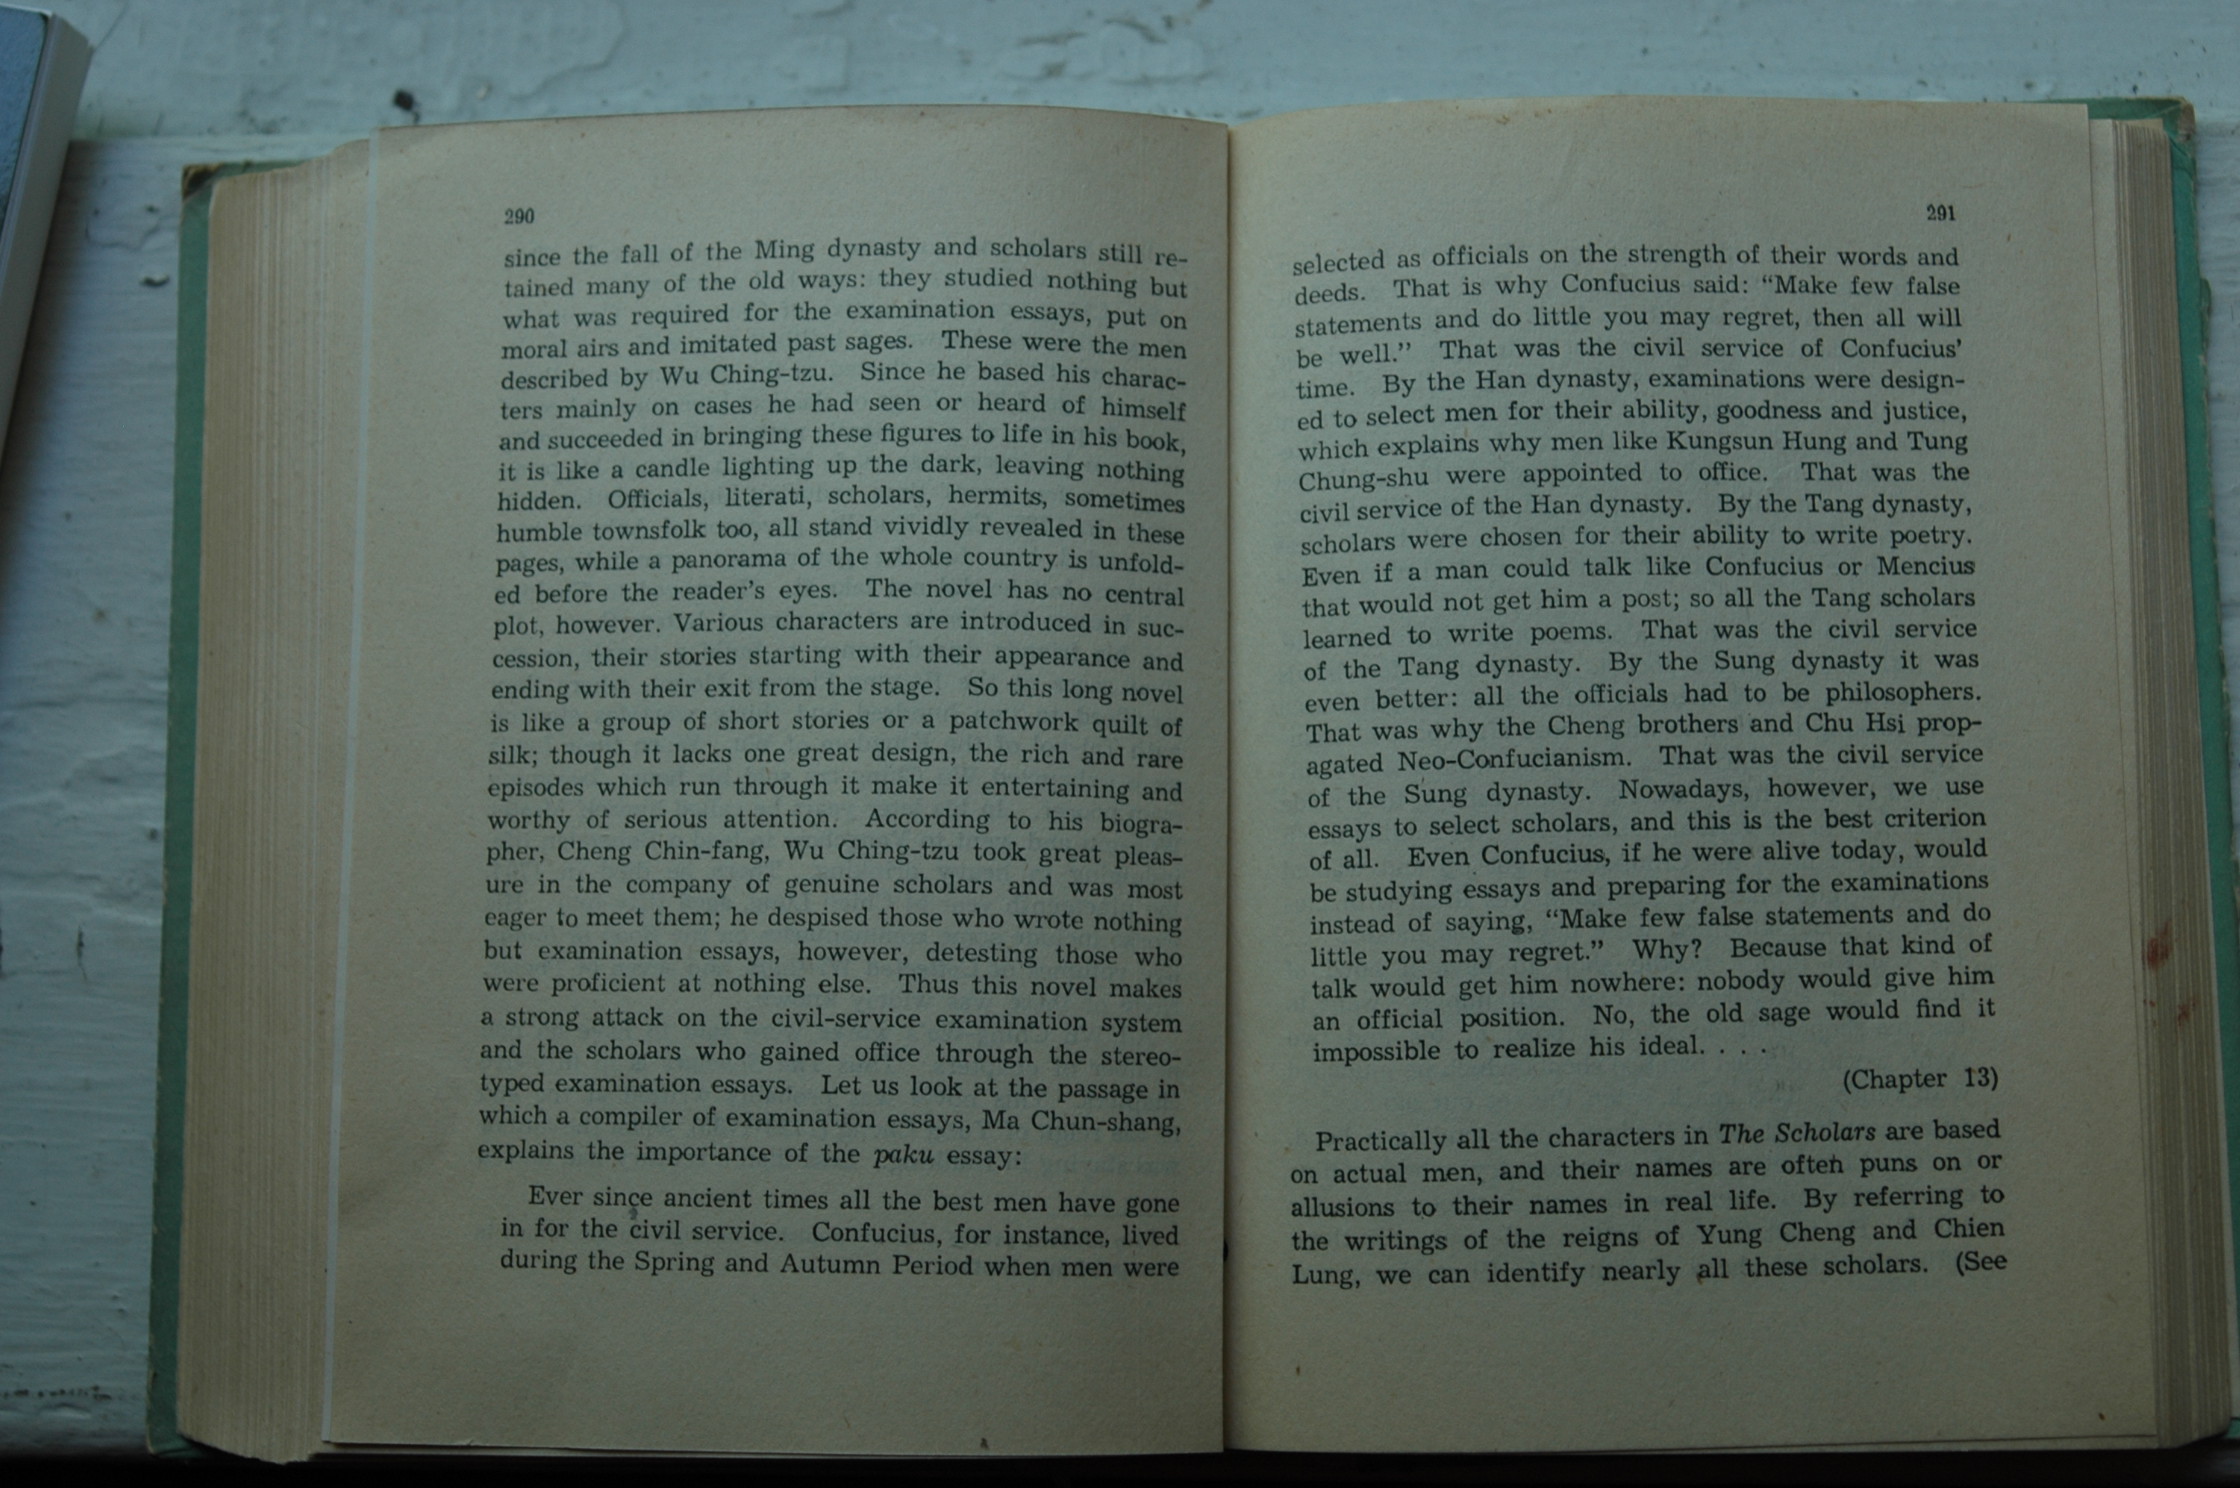 290
since the fall of the Ming dynasty and scholars still re-
tained many of the old ways: they studied nothing but
what was required for the examination essays, put on
moral airs and imitated past sages. These were the men
described by Wu Ching-tzu. Since he based his charac-
ters mainly on cases he had seen or heard of himself
and succeeded in bringing these figures to life in his book,
it is like a candle lighting up the dark, leaving nothing
hidden. Officials, literati, scholars, hermits, sometimes
humble townsfolk too, all stand vividly revealed in these
pages, while a panorama of the whole country is unfold-
ed before the reader's eyes. The novel has no central
plot, however. Various characters are introduced in suc-
cession, their stories starting with their appearance and
ending with their exit from the stage. So this long novel
is like a group of short stories or a patchwork quilt of
silk; though it lacks one great design, the rich and rare
episodes which run through it make it entertaining and
worthy of serious attention. According to his biogra-
pher, Cheng Chin-fang, Wu Ching-tzu took great pleas-
ure in the company of genuine scholars and was most
eager to meet them; he despised those who wrote nothing
but examination essays, however, detesting those who
were proficient at nothing else. Thus this novel makes
a strong attack on the civil-service examination system
and the scholars who gained office through the stereo-
typed examination essays. Let us look at the passage in
which a compiler of examination essays, Ma Chun-shang,
explains the importance of the paku essay:
Ever since ancient times all the best men have gone
in for the civil service. Confucius, for instance, lived
during the Spring and Autumn Period when men were
291
selected as officials on the strength of their words and
deeds. That is why Confucius said: "Make few false
statements and do little you may regret, then all will
be well." That was the civil service of Confucius'
time. By the Han dynasty, examinations were design-
ed to select men for their ability, goodness and justice,
which explains why men like Kungsun Hung and Tung
Chung-shu were appointed to office. That was the
civil service of the Han dynasty. By the Tang dynasty,
scholars were chosen for their ability to write poetry.
Even if a man could talk like Confucius or Mencius
that would not get him a post; so all the Tang scholars
learned to write poems. That was the civil service
of the Tang dynasty. By the Sung dynasty it was
even better: all the officials had to be philosophers.
That was why the Cheng brothers and Chu Hsi prop-
agated Neo-Confucianism. That was the civil service
of the Sung dynasty. Nowadays, however, we use
essays to select scholars, and this is the best criterion
of all. Even Confucius, if he were alive today, would
be studying essays and preparing for the examinations
instead of saying, "Make few false statements and do
little you may regret." Why? Because that kind of
talk would get him nowhere: nobody would give him
an official position. No, the old sage would find it
impossible to realize his ideal. . . .
(Chapter 13)
Practically all the characters in The Scholars are based
on actual men, and their names are often puns on or
allusions to their names in real life. By referring to
the writings of the reigns of Yung Cheng and Chien
Lung, we can identify nearly all these scholars. (See